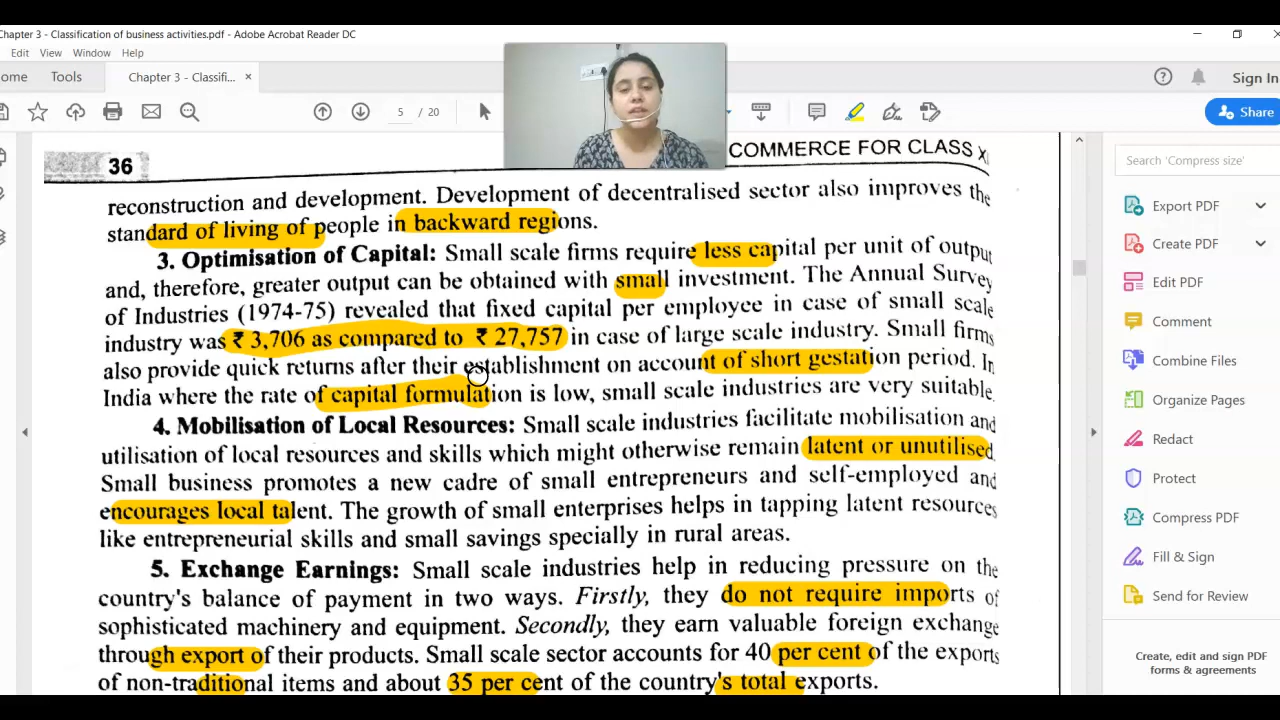 Chapter 3 - Classification of business activities.pdf - Adobe Acrobat Reader DC
Edit View Window Help
ome Tools Chapter 3 - Classifi... ×
Sign In
5 / 20
Share
36 COMMERCE FOR CLASS XI
reconstruction and development. Development of decentralised sector also improves the
standard of living of people in backward regions.
3. Optimisation of Capital: Small scale firms require less capital per unit of output
and, therefore, greater output can be obtained with small investment. The Annual Survey
of Industries (1974-75) revealed that fixed capital per employee in case of small scale
industry was ₹ 3,706 as compared to ₹ 27,757 in case of large scale industry. Small firms
also provide quick returns after their establishment on account of short gestation period. In
India where the rate of capital formulation is low, small scale industries are very suitable
4. Mobilisation of Local Resources: Small scale industries facilitate mobilisation and
utilisation of local resources and skills which might otherwise remain latent or unutilised.
Small business promotes a new cadre of small entrepreneurs and self-employed and
encourages local talent. The growth of small enterprises helps in tapping latent resources
like entrepreneurial skills and small savings specially in rural areas.
5. Exchange Earnings: Small scale industries help in reducing pressure on the
country's balance of payment in two ways. Firstly, they do not require imports of
sophisticated machinery and equipment. Secondly, they earn valuable foreign exchange
through export of their products. Small scale sector accounts for 40 per cent of the exports
of non-traditional items and about 35 per cent of the country's total exports.
Search 'Compress size'
Export PDF
Create PDF
Edit PDF
Comment
Combine Files
Organize Pages
Redact
Protect
Compress PDF
Fill & Sign
Send for Review
Create, edit and sign PDF
forms & agreements